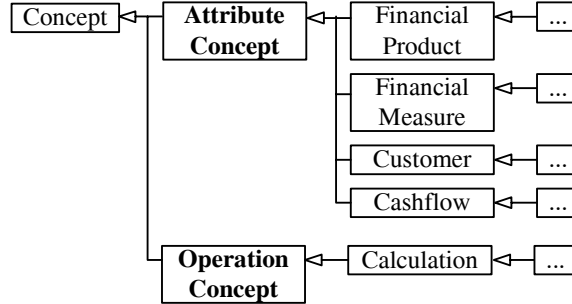 Concept
Attribute
Concept
Financial
Product
...
Financial
Measure
...
Customer
...
Cashflow
...
Operation
Concept
Calculation
...